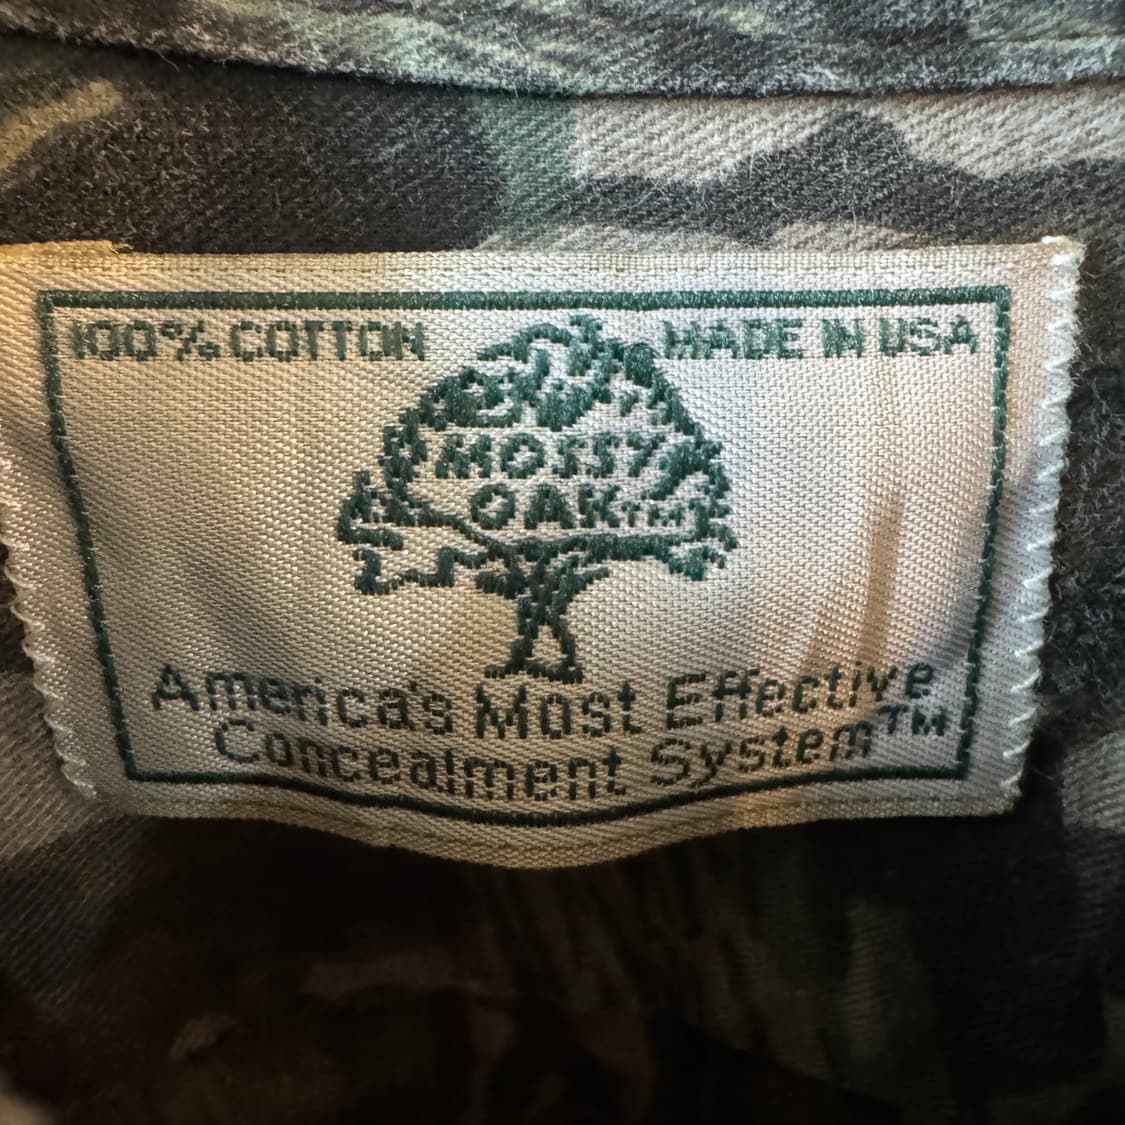 100% COTTON
MADE IN USA
MOSSY
OAK™
America's Most Effective
Concealment System™